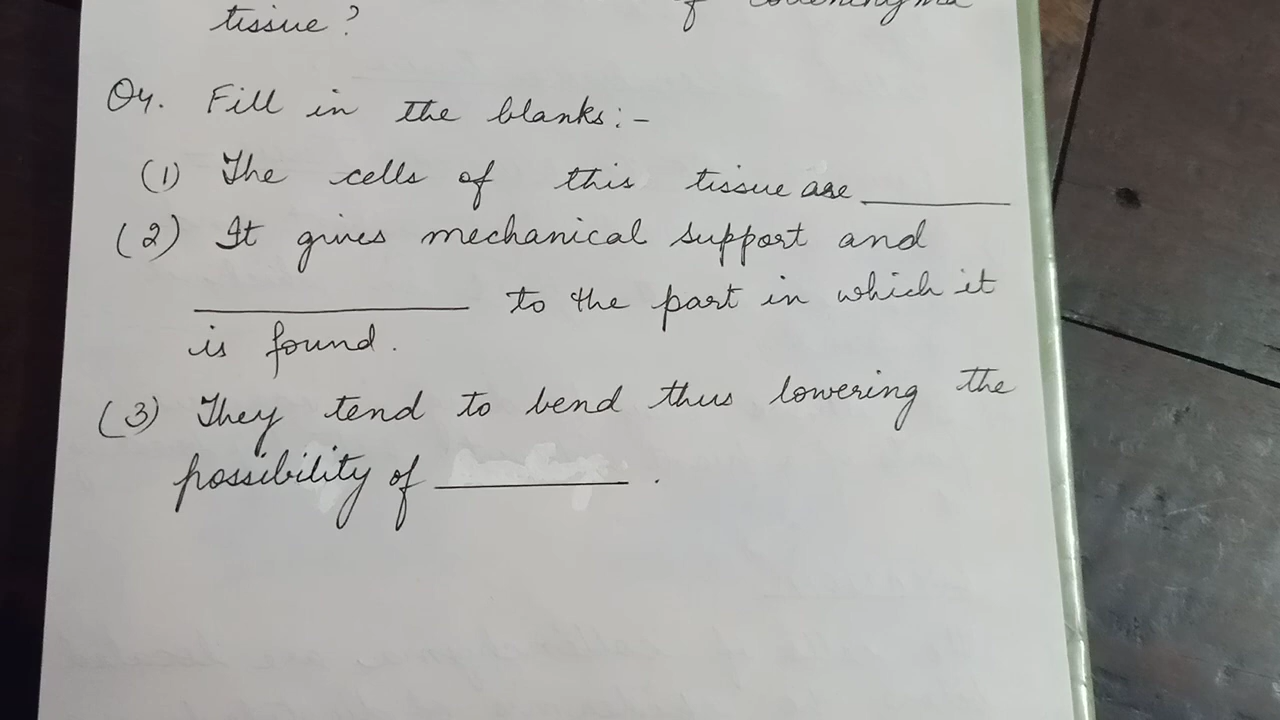 tissue? of collenchyma
Q4. Fill in the blanks:-
(1) The cells of this tissue are ______
(2) It gives mechanical support and
______ to the part in which it
is found.
(3) They tend to bend thus lowering the
possibility of ______.